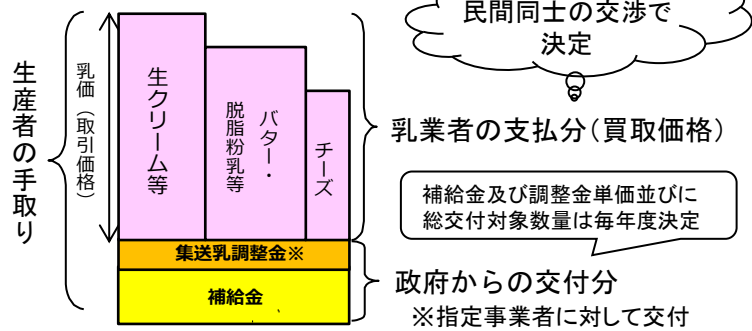 民間同士の交渉で
決定
生産者の手取り
乳価（取引価格）
生クリーム等
バター・
脱脂粉乳等
チーズ
乳業者の支払分（買取価格）
補給金及び調整金単価並びに
総交付対象数量は毎年度決定
集送乳調整金※
補給金
政府からの交付分
※指定事業者に対して交付